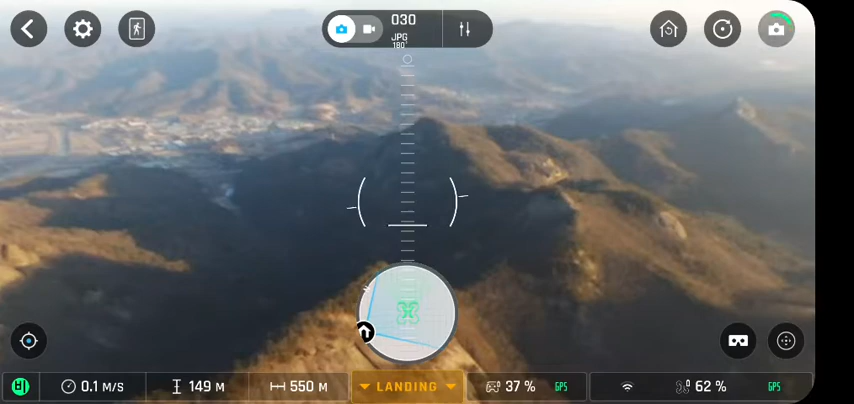 030
JPG
180°
0.1 M/S
149 M
550 M
LANDING
37 %
GPS
62 %
GPS